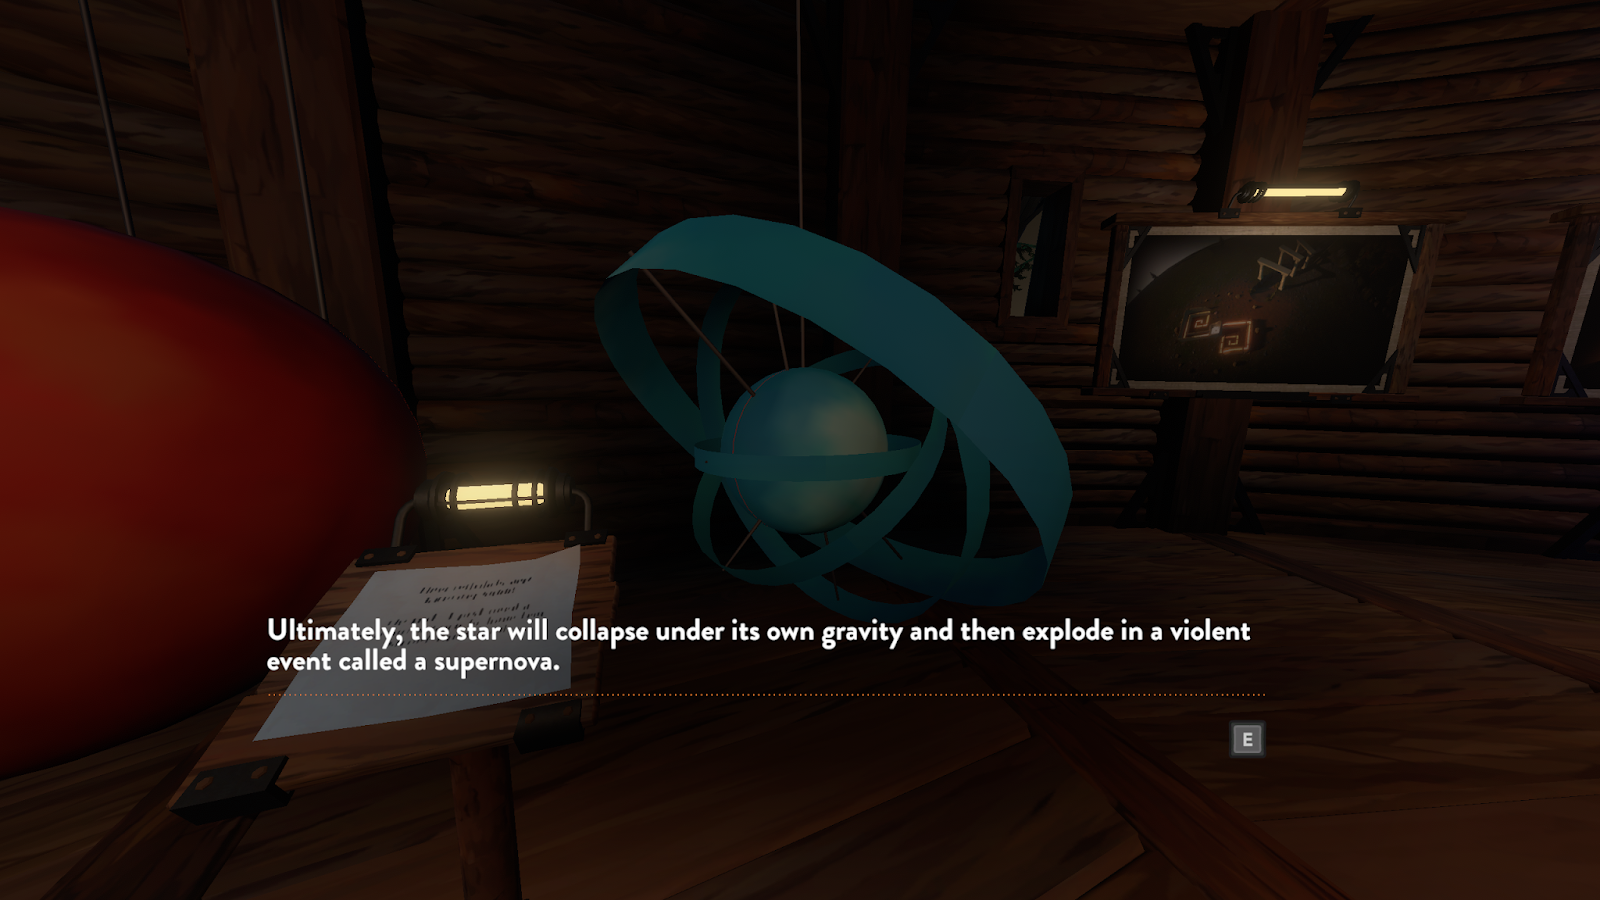 Ultimately, the star will collapse under its own gravity and then explode in a violent
event called a supernova.
E